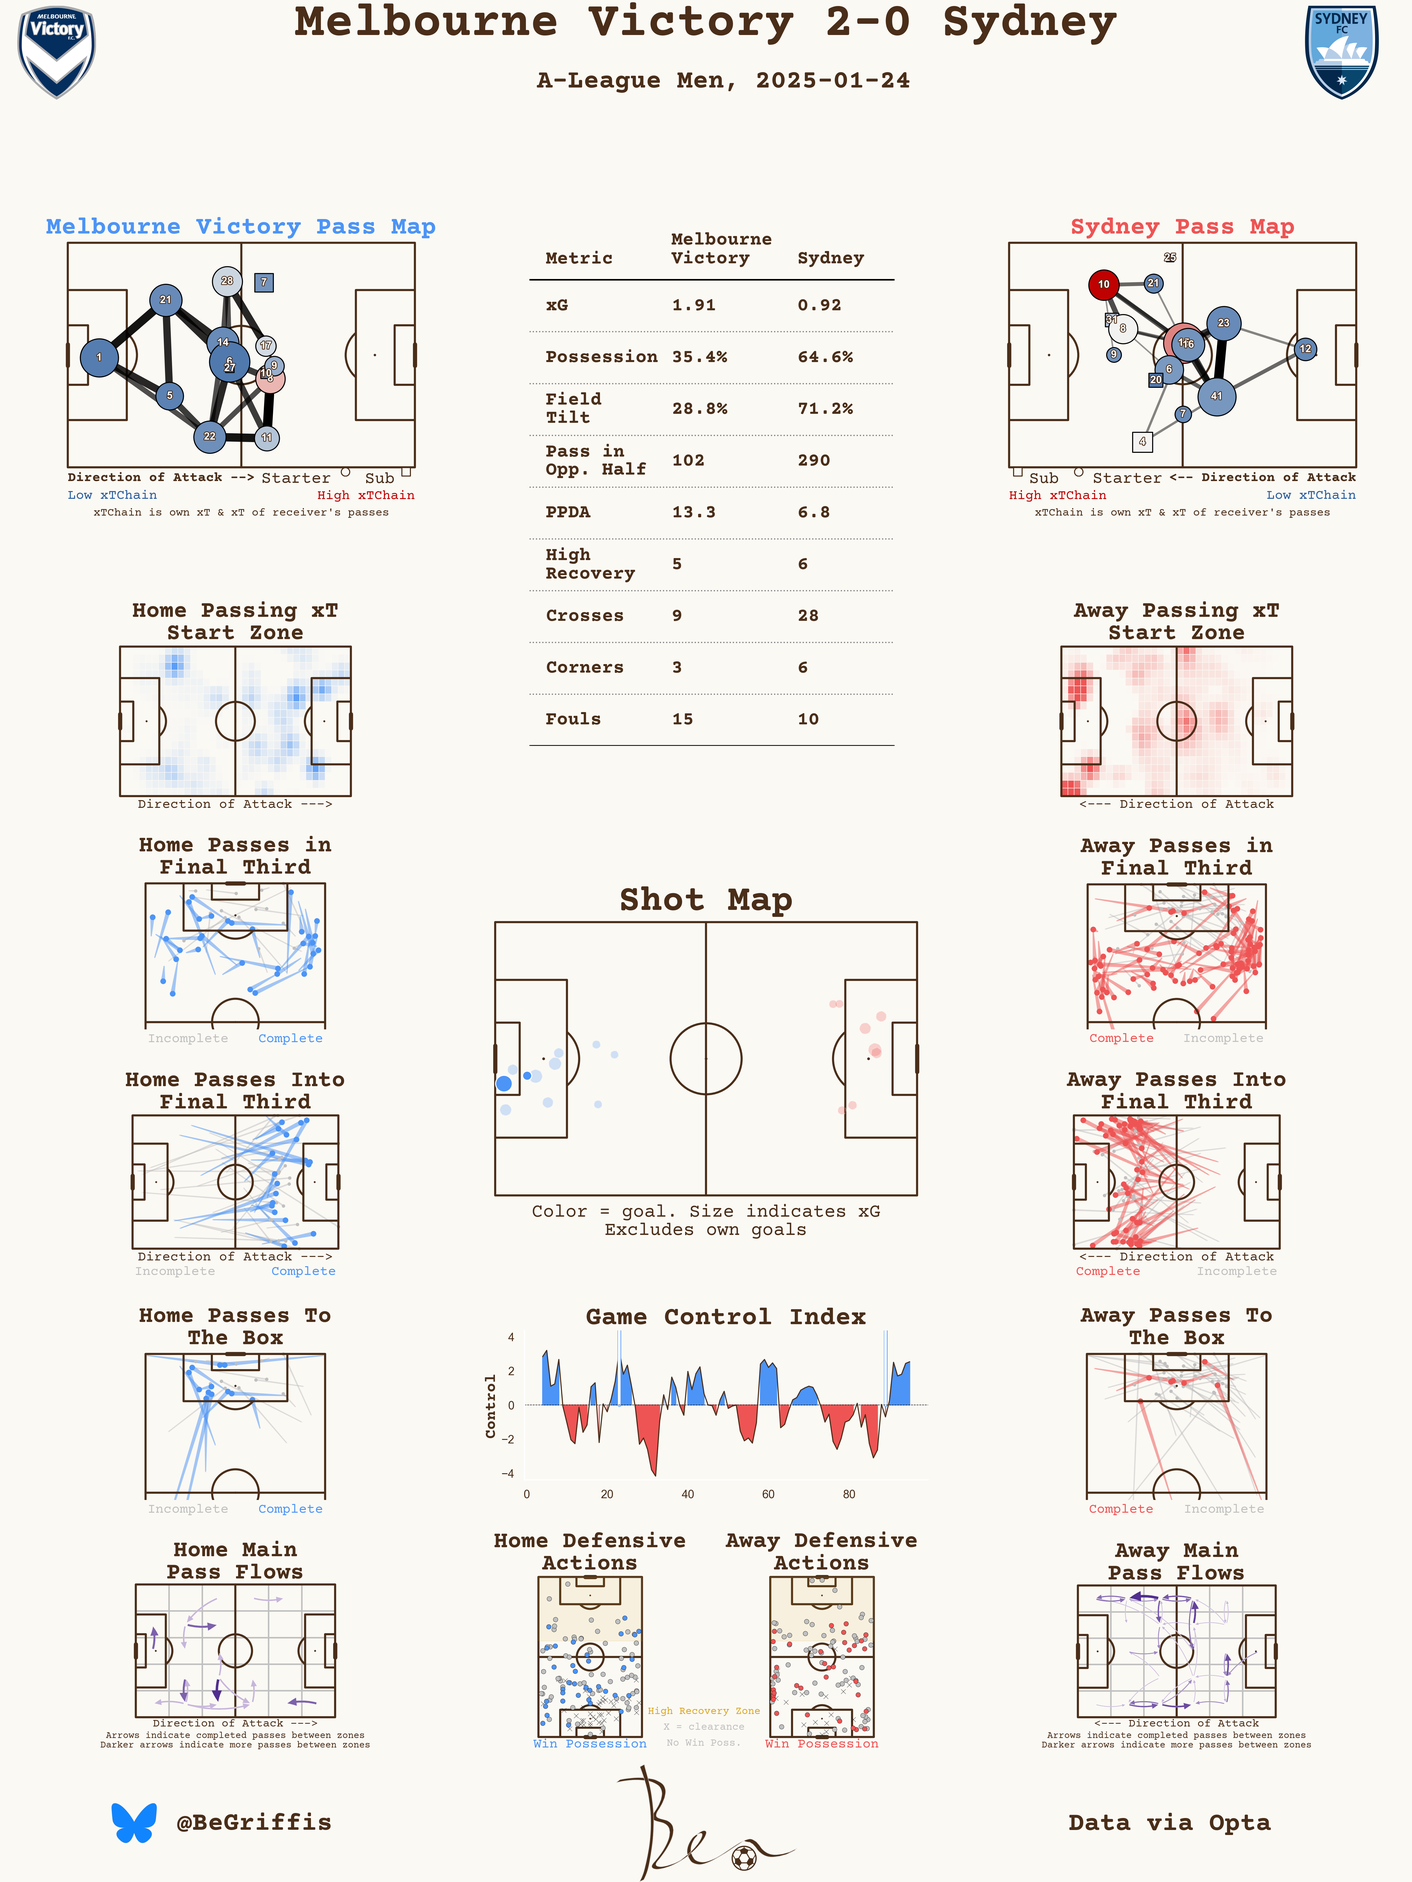 Melbourne Victory 2-0 Sydney
A-League Men, 2025-01-24
MELBOURNE
Victory
F.C.
SYDNEY
FC
Melbourne Victory Pass Map
28
7
21
14
17
1
6
9
27
10
8
5
22
11
Direction of Attack --> Starter Sub
Low xTChain High xTChain
xTChain is own xT & xT of receiver's passes
Metric Melbourne Victory Sydney
xG 1.91 0.92
Possession 35.4% 64.6%
Field Tilt 28.8% 71.2%
Pass in Opp. Half 102 290
PPDA 13.3 6.8
High Recovery 5 6
Crosses 9 28
Corners 3 6
Fouls 15 10
Sydney Pass Map
25
10
21
31
8
23
16
12
9
6
20
41
7
4
Sub Starter <-- Direction of Attack
High xTChain Low xTChain
xTChain is own xT & xT of receiver's passes
Home Passing xT
Start Zone
Direction of Attack --->
Away Passing xT
Start Zone
<--- Direction of Attack
Home Passes in
Final Third
Incomplete Complete
Away Passes in
Final Third
Complete Incomplete
Shot Map
Color = goal. Size indicates xG
Excludes own goals
Home Passes Into
Final Third
Direction of Attack --->
Incomplete Complete
Away Passes Into
Final Third
<--- Direction of Attack
Complete Incomplete
Home Passes To
The Box
Incomplete Complete
Game Control Index
Control
4
2
0
−2
−4
0 20 40 60 80
Away Passes To
The Box
Complete Incomplete
Home Main
Pass Flows
Direction of Attack --->
Arrows indicate completed passes between zones
Darker arrows indicate more passes between zones
Home Defensive
Actions
Win Possession
Away Defensive
Actions
Win Possession
High Recovery Zone
X = clearance
No Win Poss.
Away Main
Pass Flows
<--- Direction of Attack
Arrows indicate completed passes between zones
Darker arrows indicate more passes between zones
@BeGriffis
Ben
Data via Opta